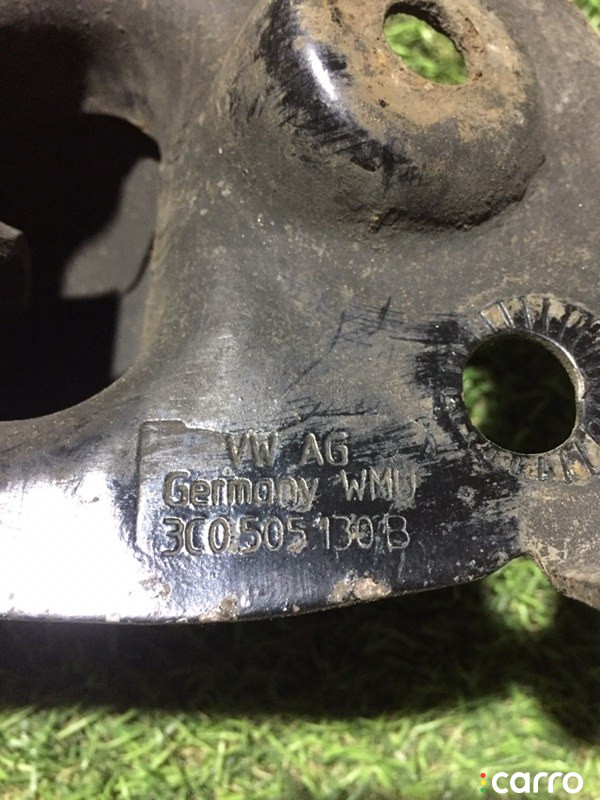 VW AG
Germany WMU
3C0 505 130 B
carro